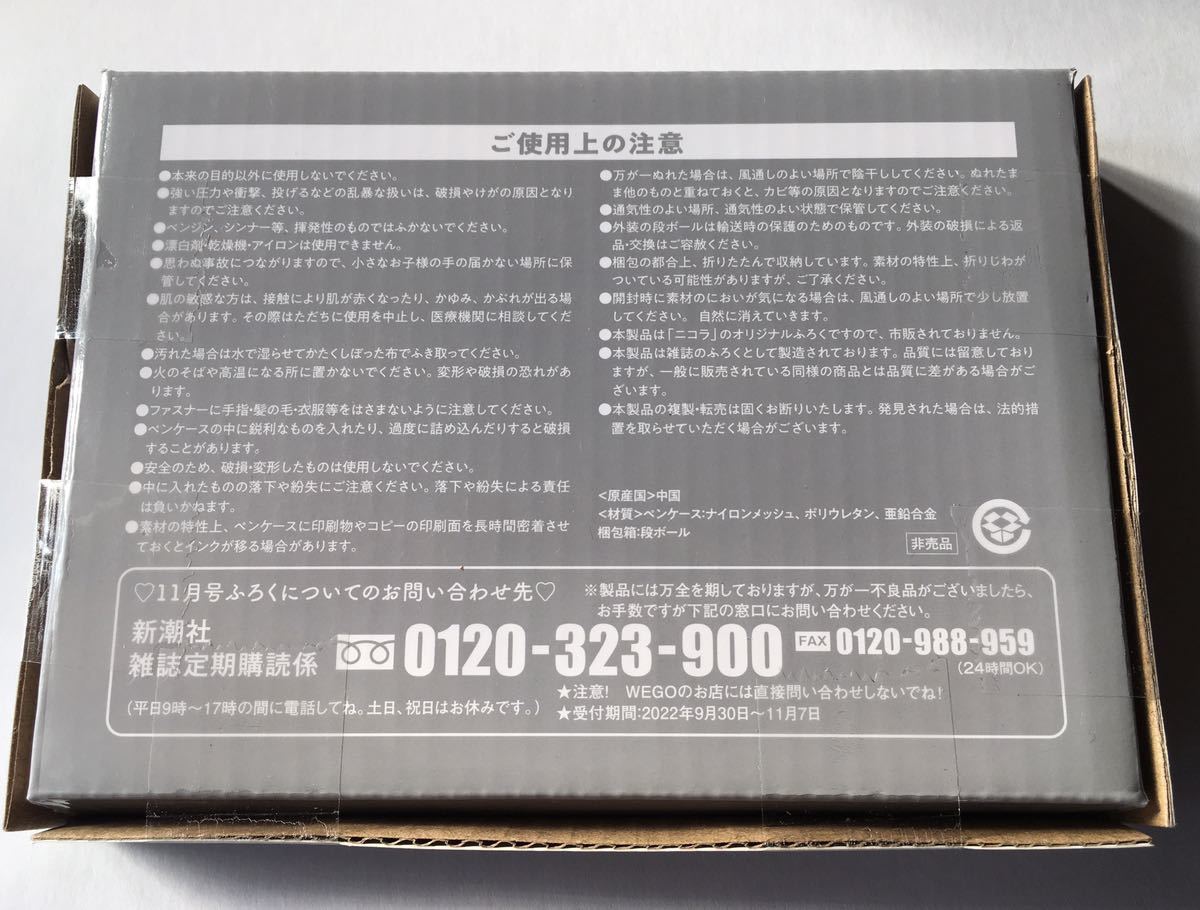 ご使用上の注意
●本来の目的以外に使用しないでください。
●強い圧力や衝撃、投げるなどの乱暴な扱いは、破損やけがの原因となり
ますのでご注意ください。
●ベンジン、シンナー等、揮発性のものではふかないでください。
●漂白剤・乾燥機・アイロンは使用できません。
●思わぬ事故につながりますので、小さなお子様の手の届かない場所に保
管してください。
●肌の敏感な方は、接触により肌が赤くなったり、かゆみ、かぶれが出る場
合があります。その際はただちに使用を中止し、医療機関に相談してくだ
さい。
●汚れた場合は水で湿らせてかたくしぼった布でふき取ってください。
●火のそばや高温になる所に置かないでください。変形や破損の恐れがあ
ります。
●ファスナーに手指・髪の毛・衣服等をはさまないように注意してください。
●ペンケースの中に鋭利なものを入れたり、過度に詰め込んだりすると破損
することがあります。
●安全のため、破損・変形したものは使用しないでください。
●中に入れたものの落下や紛失にご注意ください。落下や紛失による責任
は負いかねます。
●素材の特性上、ペンケースに印刷物やコピーの印刷面を長時間密着させ
ておくとインクが移る場合があります。
●万が一ぬれた場合は、風通しのよい場所で陰干ししてください。ぬれたま
ま他のものと重ねておくと、カビ等の原因となりますのでご注意ください。
●通気性のよい場所、通気性のよい状態で保管してください。
●外装の段ボールは輸送時の保護のためのものです。外装の破損による返
品・交換はご容赦ください。
●梱包の都合上、折りたたんで収納しています。素材の特性上、折りじわが
ついている可能性がありますが、ご了承ください。
●開封時に素材のにおいが気になる場合は、風通しのよい場所で少し放置
してください。 自然に消えていきます。
●本製品は「ニコラ」のオリジナルふろくですので、市販されておりません。
●本製品は雑誌のふろくとして製造されております。品質には留意しており
ますが、一般に販売されている同様の商品とは品質に差がある場合がご
ざいます。
●本製品の複製・転売は固くお断りいたします。発見された場合は、法的措
置を取らせていただく場合がございます。
<原産国>中国
<材質>ペンケース:ナイロンメッシュ、ポリウレタン、亜鉛合金
梱包箱:段ボール
非売品
♡11月号ふろくについてのお問い合わせ先♡
※製品には万全を期しておりますが、万が一不良品がございましたら、
お手数ですが下記の窓口にお問い合わせください。
新潮社
雑誌定期購読係
0120-323-900
FAX 0120-988-959
(24時間OK)
(平日9時〜17時の間に電話してね。土日、祝日はお休みです。)
★注意! WEGOのお店には直接問い合わせしないでね!
★受付期間:2022年9月30日〜11月7日